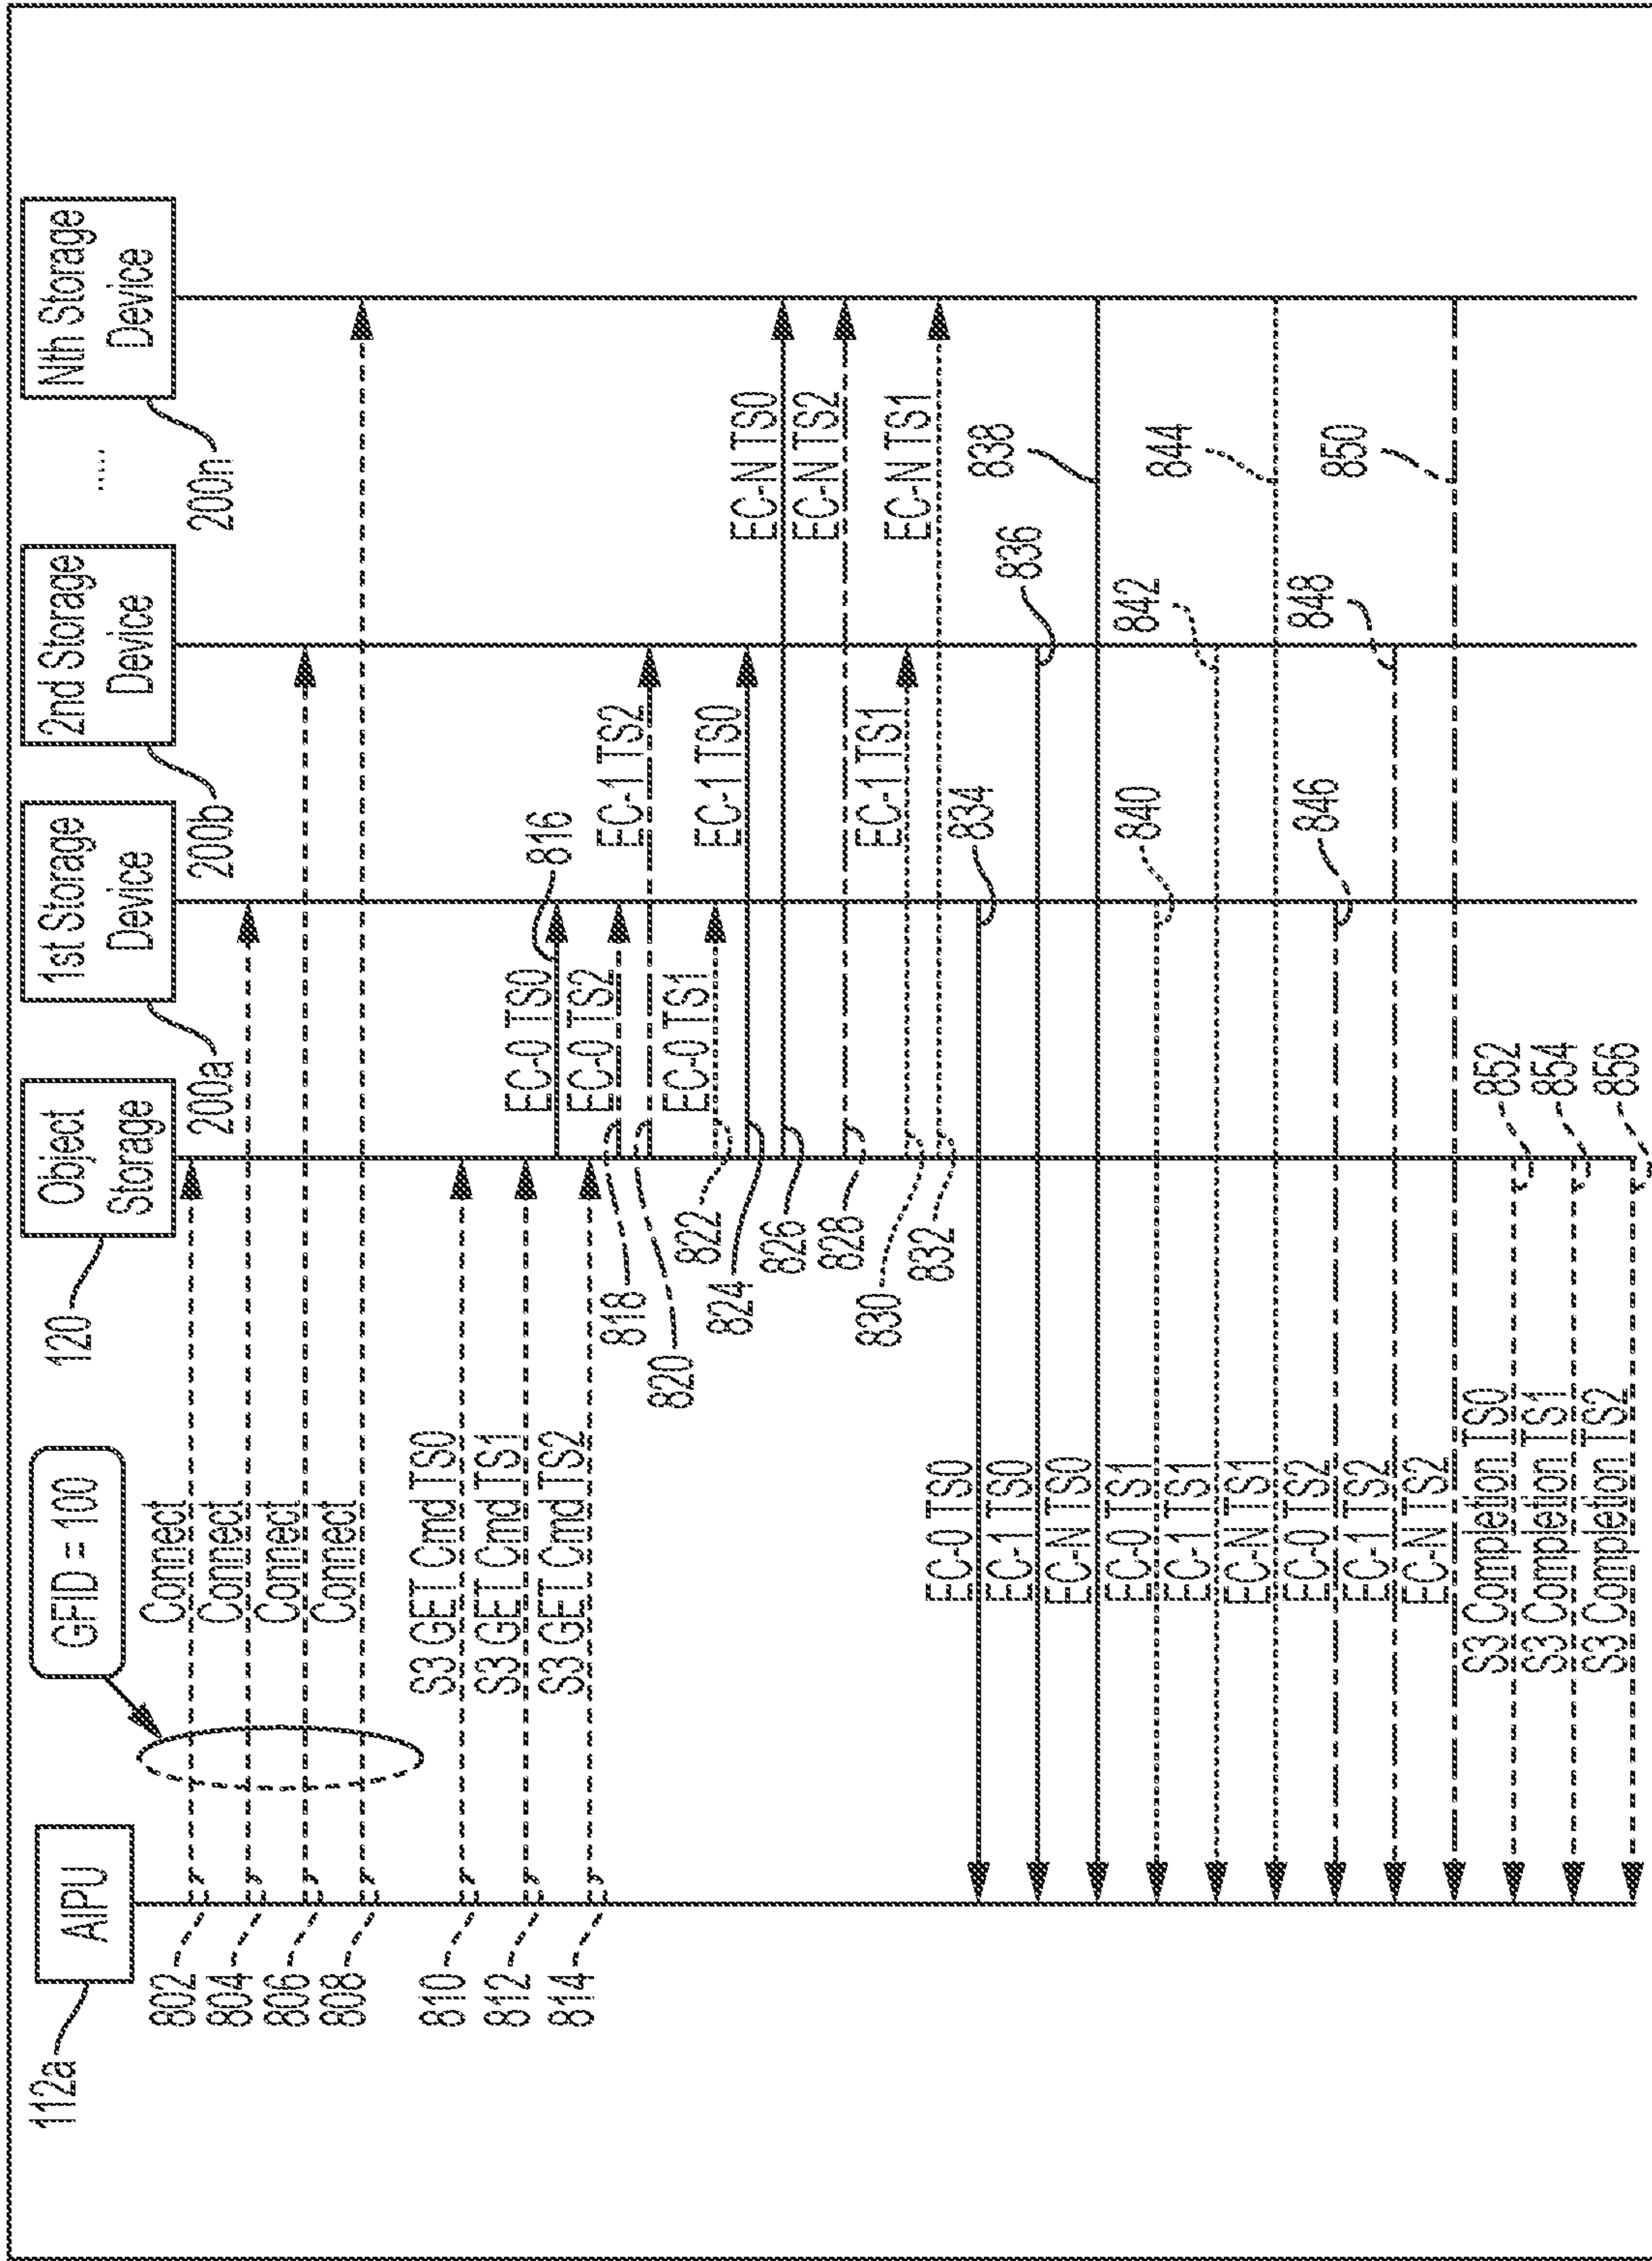 112a
AIPU
GFID = 100
120
Object
Storage
200a
1st Storage
Device
200b
2nd Storage
Device
.....
200n
Nth Storage
Device
802
Connect
804
Connect
806
Connect
808
Connect
810
S3 GET Cmd TS0
812
S3 GET Cmd TS1
814
S3 GET Cmd TS2
EC-0 TS0
816
EC-0 TS2
818
EC-1 TS2
820
EC-0 TS1
822
EC-1 TS0
824
EC-N TS0
826
EC-N TS2
828
EC-1 TS1
830
EC-N TS1
832
EC-0 TS0
834
EC-1 TS0
836
EC-N TS0
838
EC-0 TS1
840
EC-1 TS1
842
EC-N TS1
844
EC-0 TS2
846
EC-1 TS2
848
EC-N TS2
850
S3 Completion TS0
852
S3 Completion TS1
854
S3 Completion TS2
856